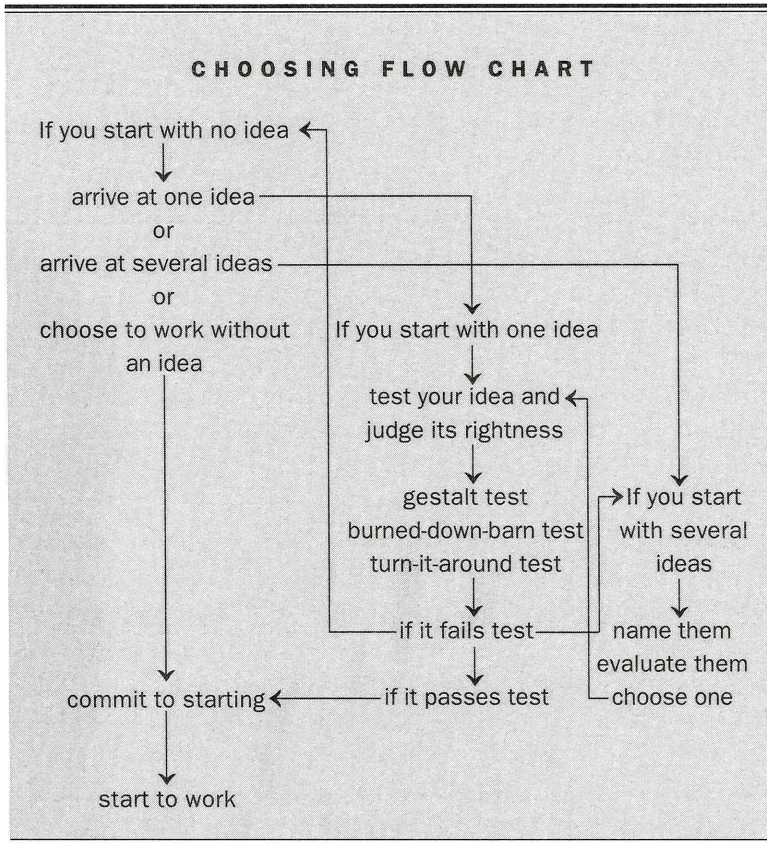 CHOOSING FLOW CHART
If you start with no idea
arrive at one idea
or
arrive at several ideas
or
choose to work without
an idea
If you start with one idea
test your idea and
judge its rightness
gestalt test
burned-down-barn test
turn-it-around test
if it fails test
if it passes test
If you start
with several
ideas
name them
evaluate them
choose one
commit to starting
start to work